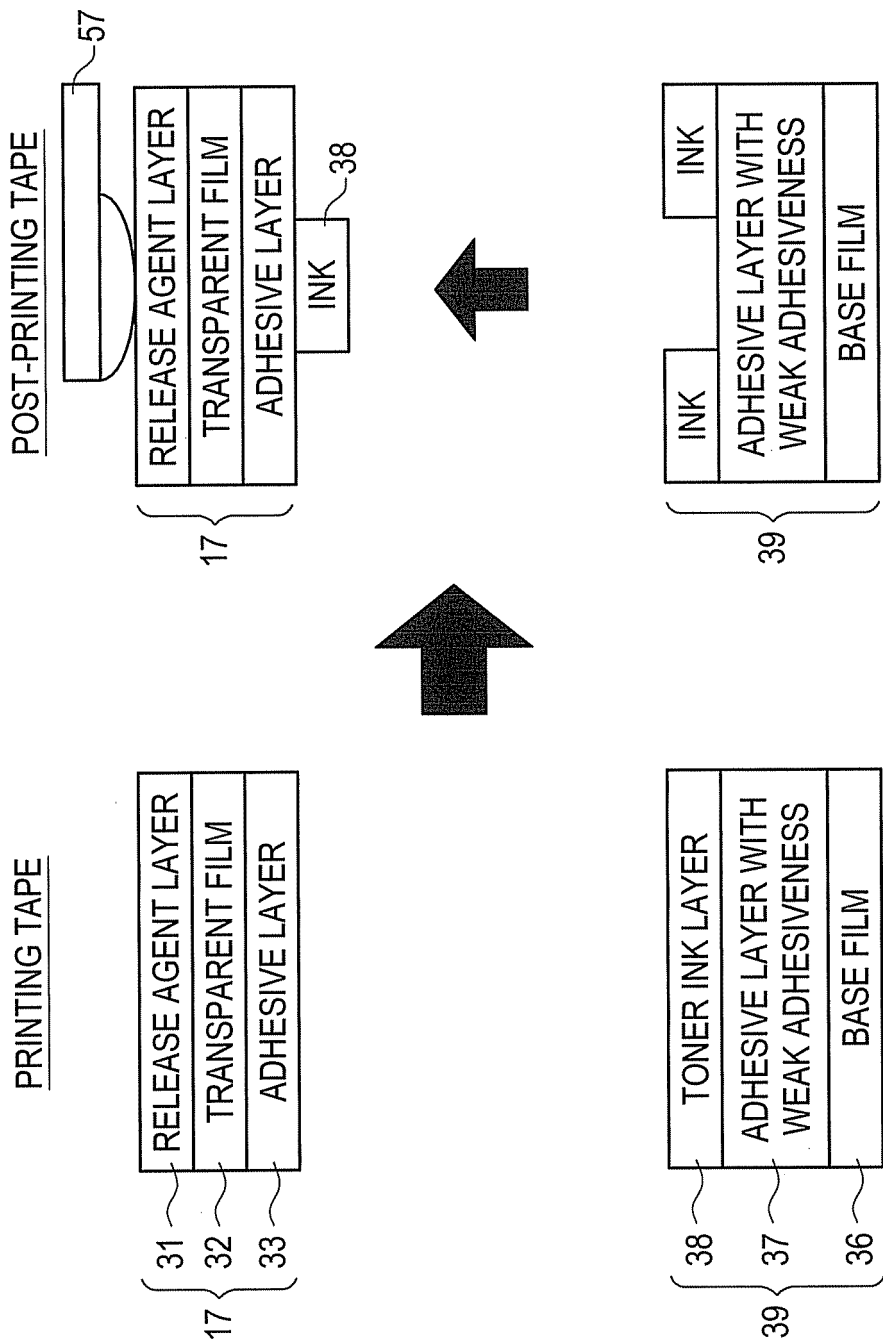 PRINTING TAPE
17
31
RELEASE AGENT LAYER
32
TRANSPARENT FILM
33
ADHESIVE LAYER
39
38
TONER INK LAYER
37
ADHESIVE LAYER WITH
WEAK ADHESIVENESS
36
BASE FILM
POST-PRINTING TAPE
57
17
RELEASE AGENT LAYER
TRANSPARENT FILM
ADHESIVE LAYER
INK
38
39
INK
INK
ADHESIVE LAYER WITH
WEAK ADHESIVENESS
BASE FILM